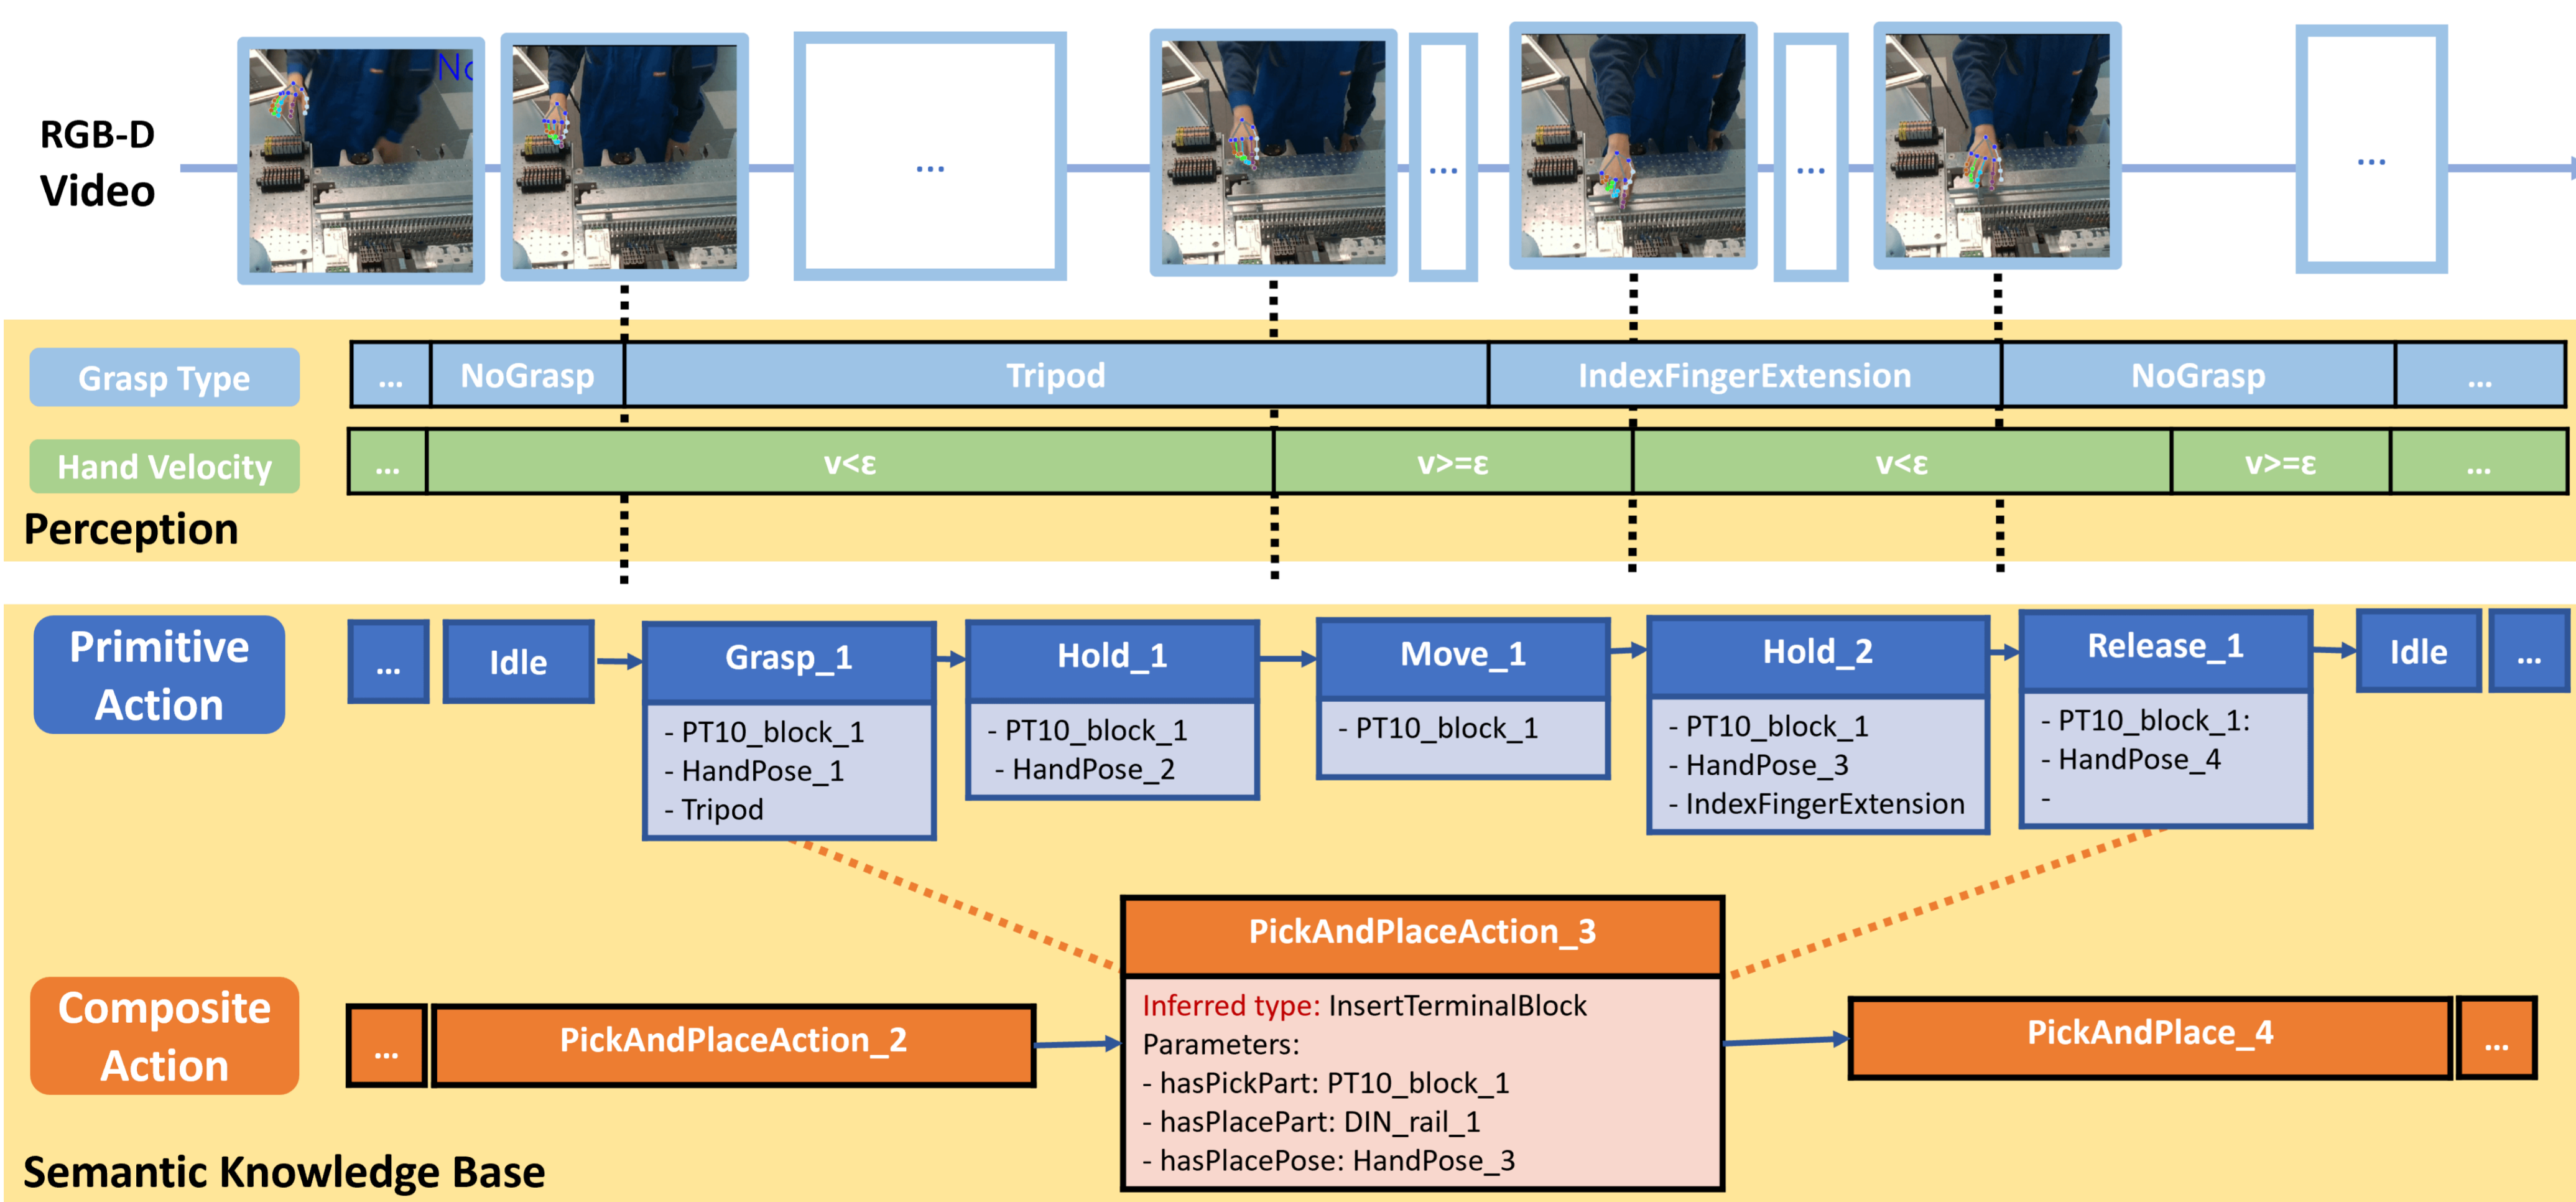 RGB-D
Video
No
...
...
...
...
Grasp Type
...
NoGrasp
Tripod
IndexFingerExtension
NoGrasp
...
Hand Velocity
...
v<ε
v>=ε
v<ε
v>=ε
...
Perception
Primitive
Action
...
Idle
Grasp_1
- PT10_block_1
- HandPose_1
- Tripod
Hold_1
- PT10_block_1
- HandPose_2
Move_1
- PT10_block_1
Hold_2
- PT10_block_1
- HandPose_3
- IndexFingerExtension
Release_1
- PT10_block_1:
- HandPose_4
-
Idle
...
Composite
Action
...
PickAndPlaceAction_2
PickAndPlaceAction_3
Inferred type: InsertTerminalBlock
Parameters:
- hasPickPart: PT10_block_1
- hasPlacePart: DIN_rail_1
- hasPlacePose: HandPose_3
PickAndPlace_4
...
Semantic Knowledge Base